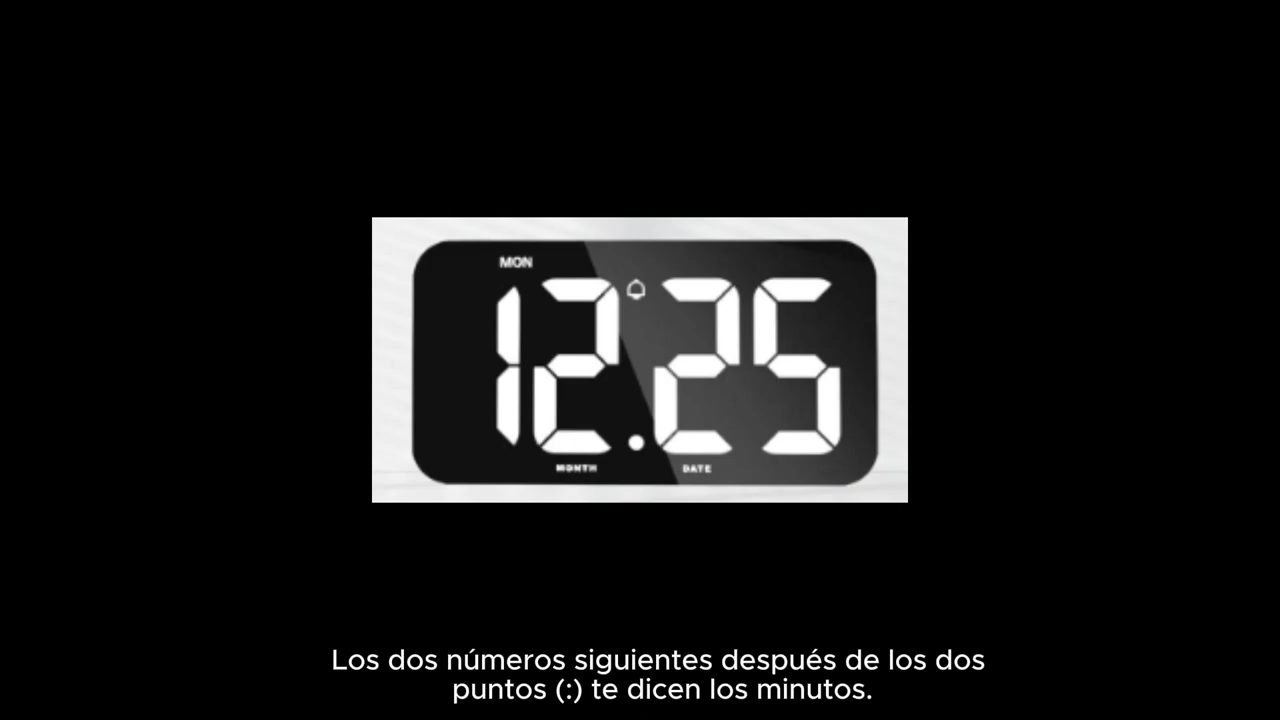 MON
12.25
MONTH DATE
Los dos números siguientes después de los dos
puntos (:) te dicen los minutos.